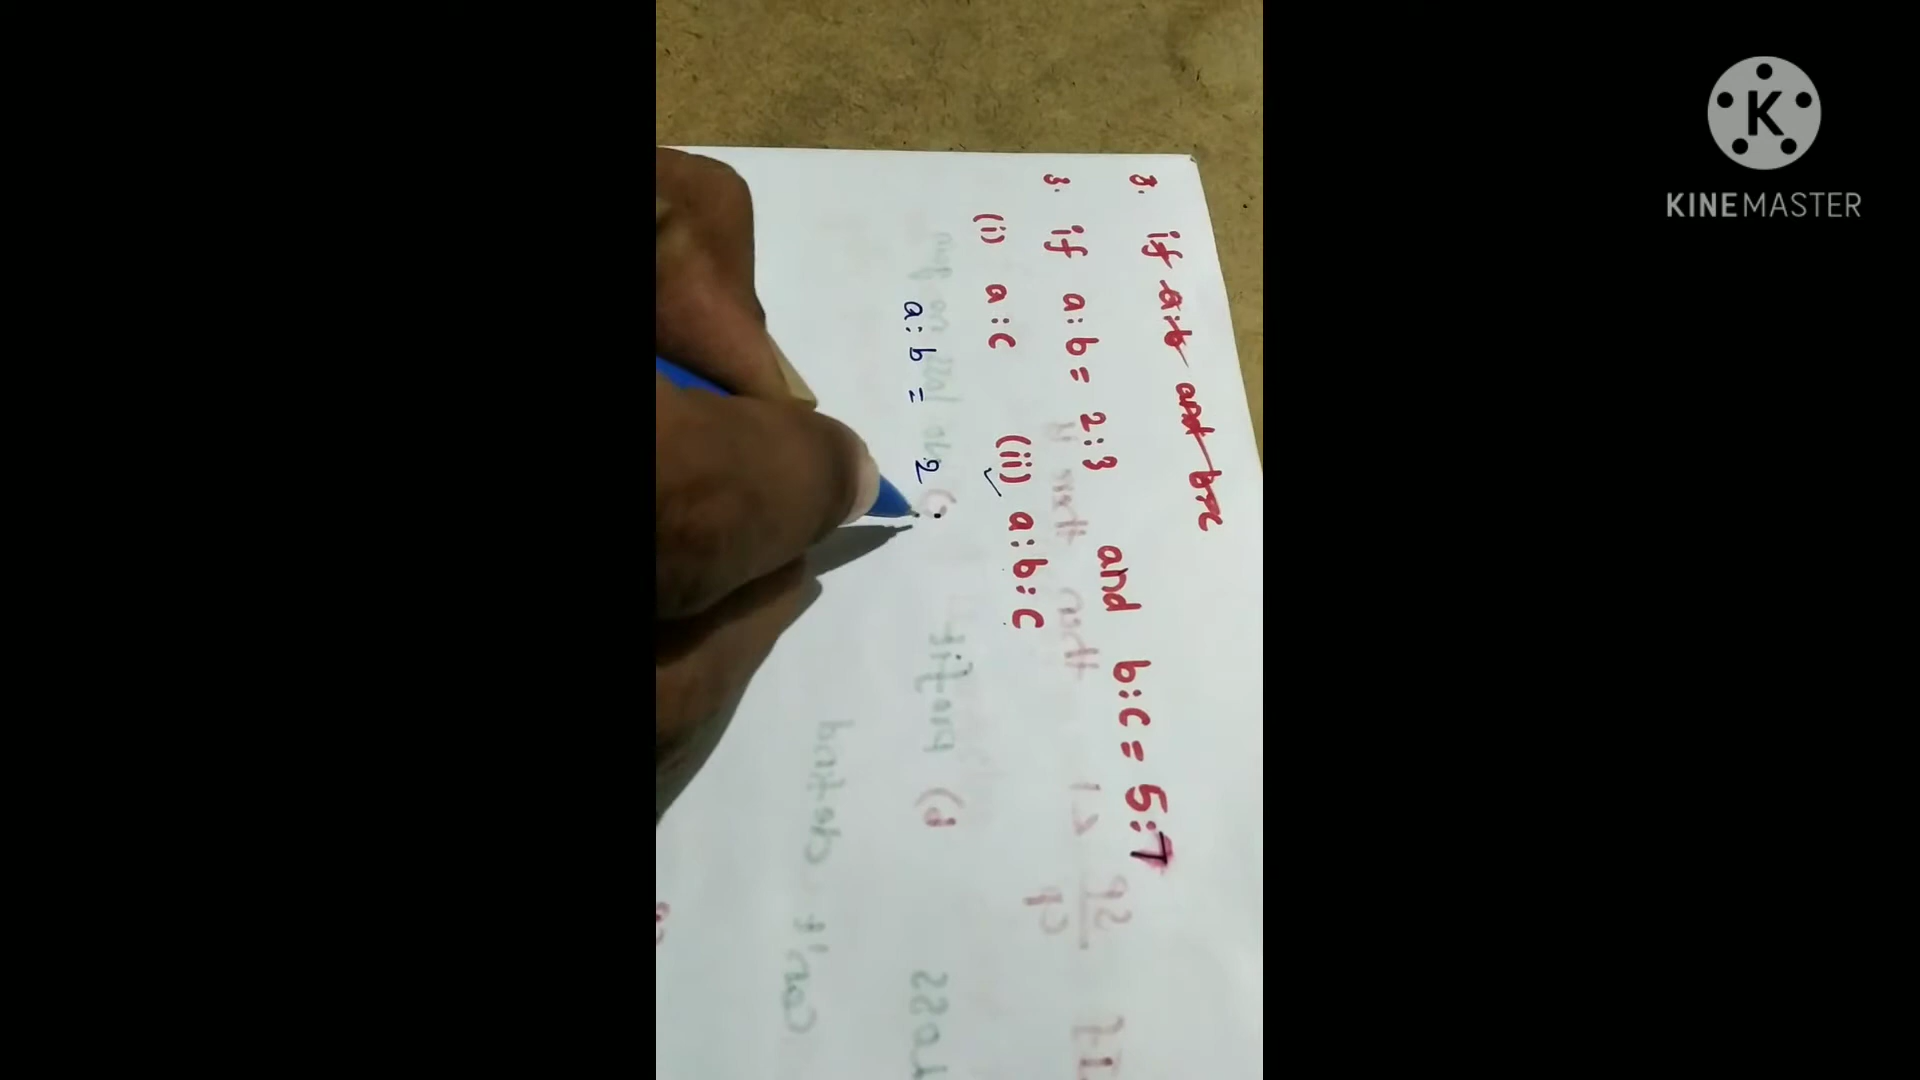 3. if a:b and b:c
3. if a:b = 2:3 and b:c = 5:7
(i) a:c (ii) a:b:c
a:b = 2:
KINEMASTER